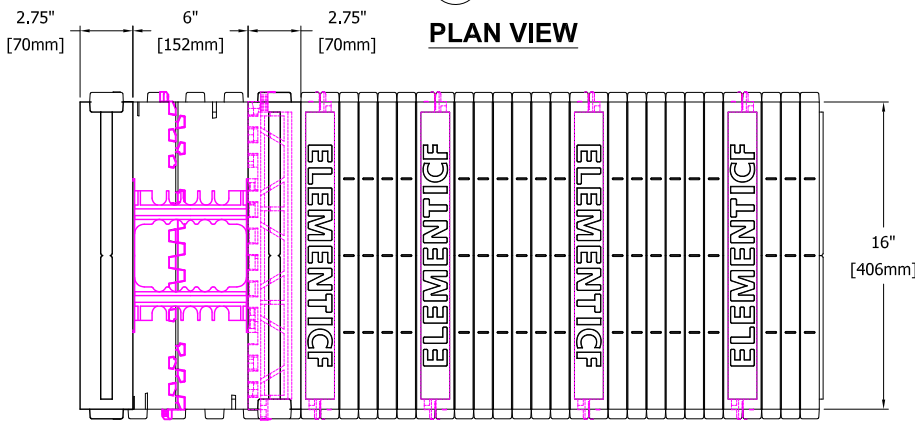 2.75" 6" 2.75"
[70mm] [152mm] [70mm]
PLAN VIEW
ELEMENTICF
ELEMENTICF
ELEMENTICF
ELEMENTICF
16"
[406mm]